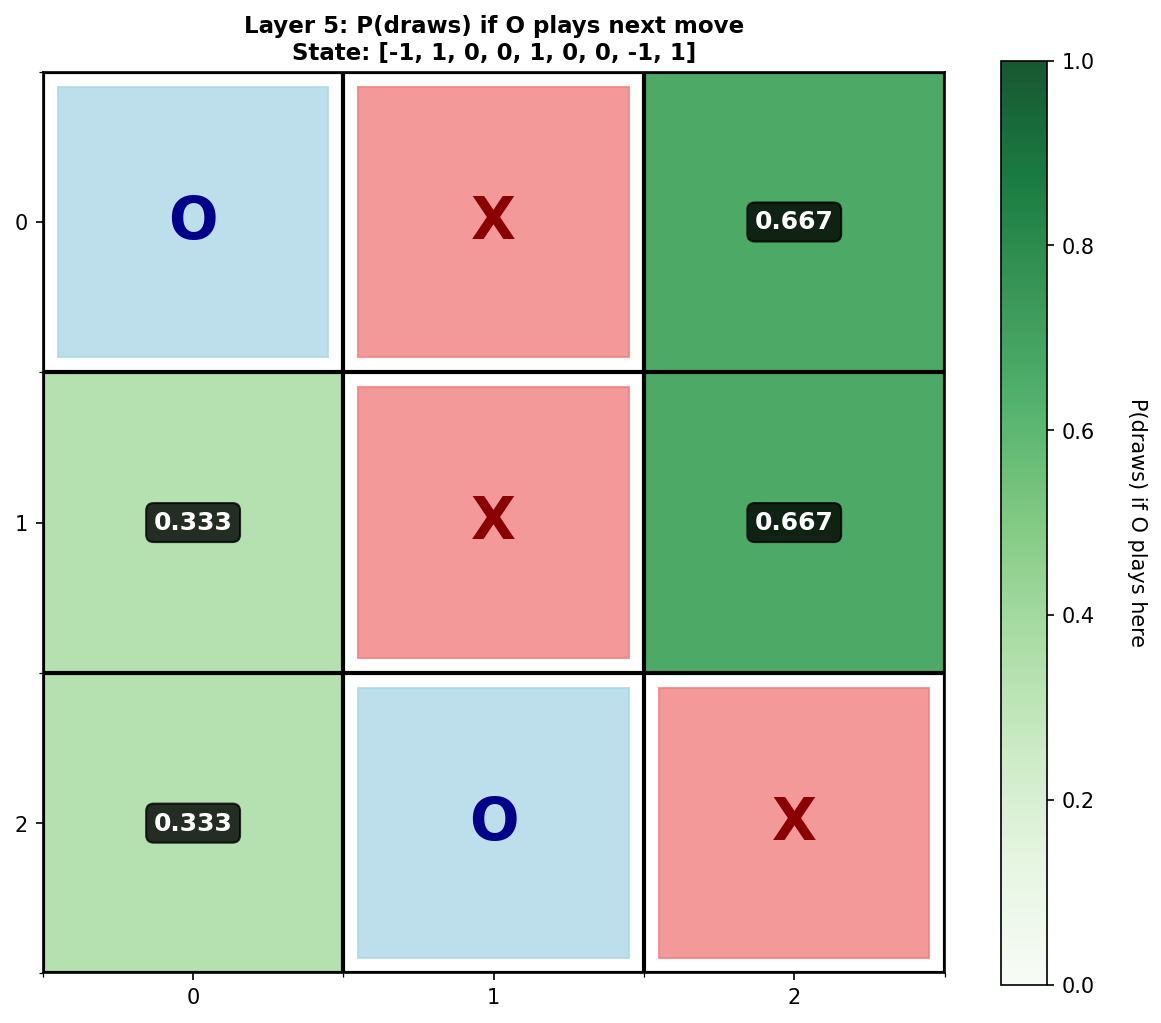 Layer 5: P(draws) if O plays next move
State: [-1, 1, 0, 0, 1, 0, 0, -1, 1]
0
O
X
0.667
1
0.333
X
0.667
2
0.333
O
X
0
1
2
1.0
0.8
0.6
0.4
0.2
0.0
P(draws) if O plays here